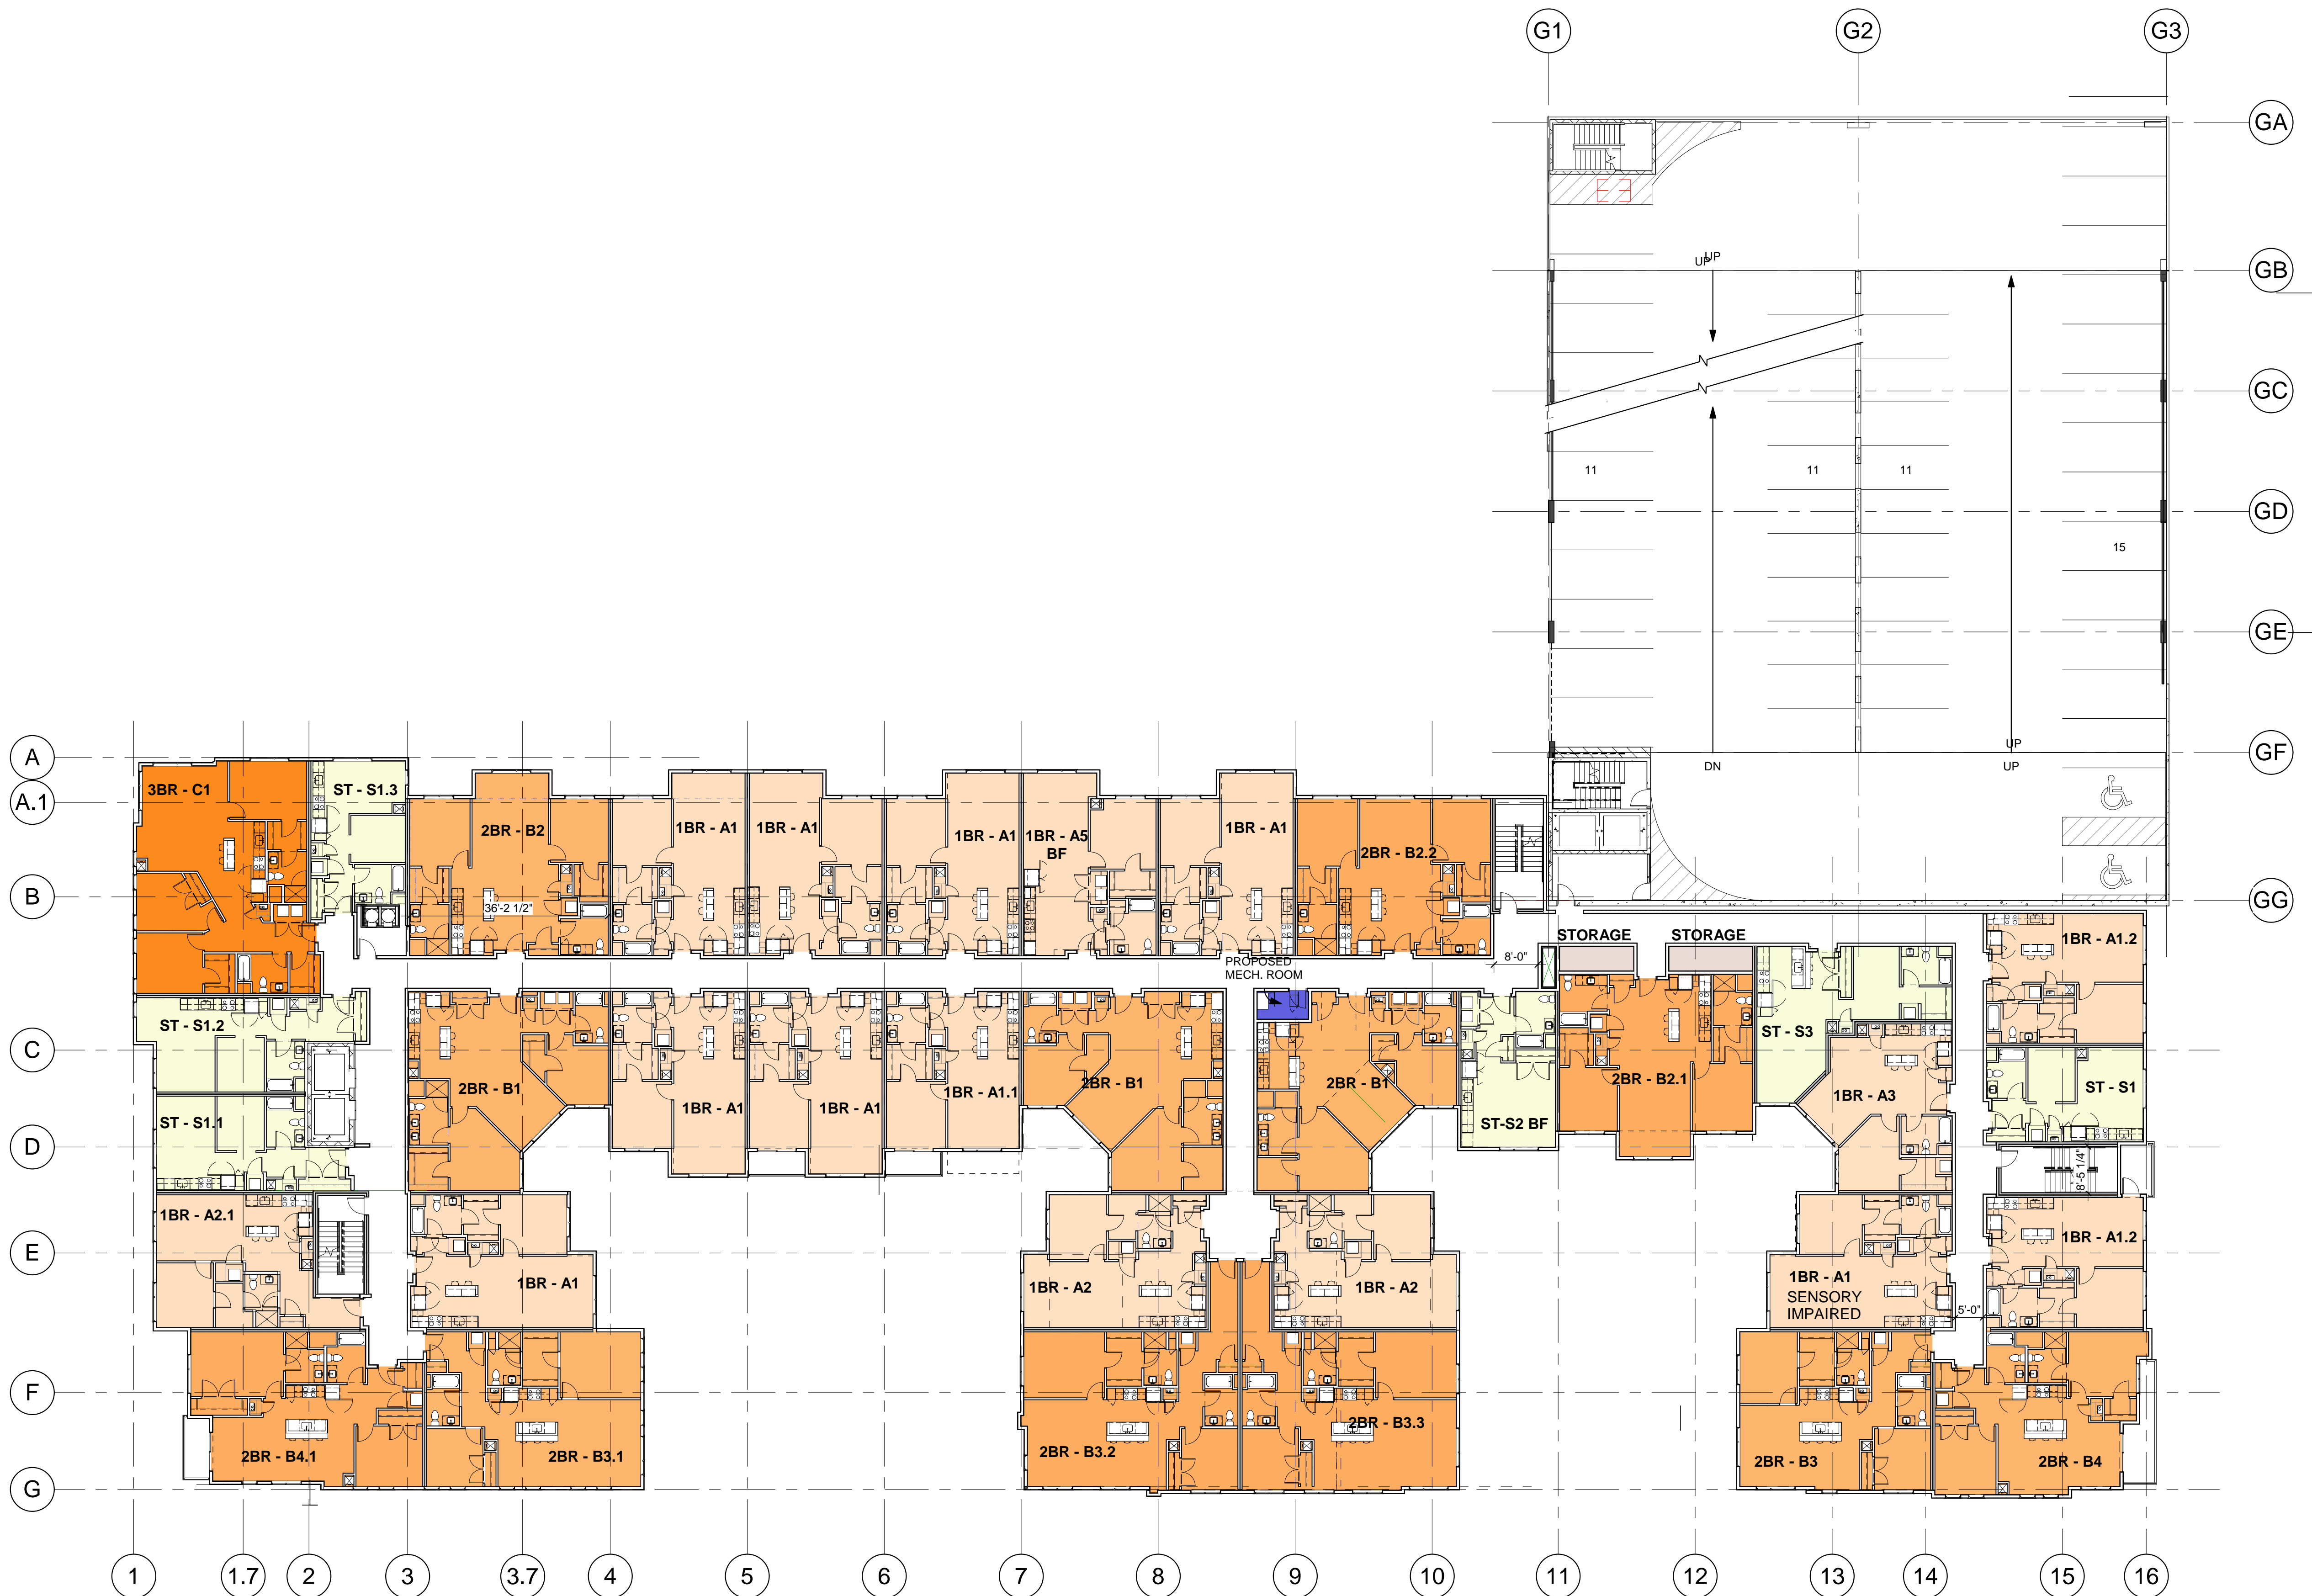 G1
G2
G3
GA
UP
UP
GB
GC
11
11
11
GD
15
GE
UP
A
GF
DN
UP
3BR - C1
ST - S1.3
A.1
2BR - B2
1BR - A1
1BR - A1
1BR - A1
1BR - A5
BF
1BR - A1
2BR - B2.2
B
36'-2 1/2"
GG
STORAGE
STORAGE
1BR - A1.2
8'-0"
PROPOSED
MECH. ROOM
ST - S1.2
ST - S3
C
2BR - B1
2BR - B1
2BR - B1
2BR - B2.1
ST - S1
1BR - A1
1BR - A1
1BR - A1.1
1BR - A3
ST - S1.1
ST-S2 BF
D
8'-5 1/4"
1BR - A2.1
1BR - A1.2
E
1BR - A1
1BR - A2
1BR - A2
1BR - A1
SENSORY
IMPAIRED
5'-0"
F
2BR - B4.1
2BR - B3.1
2BR - B3.2
2BR - B3.3
2BR - B3
2BR - B4
G
1
1.7
2
3
3.7
4
5
6
7
8
9
10
11
12
13
14
15
16